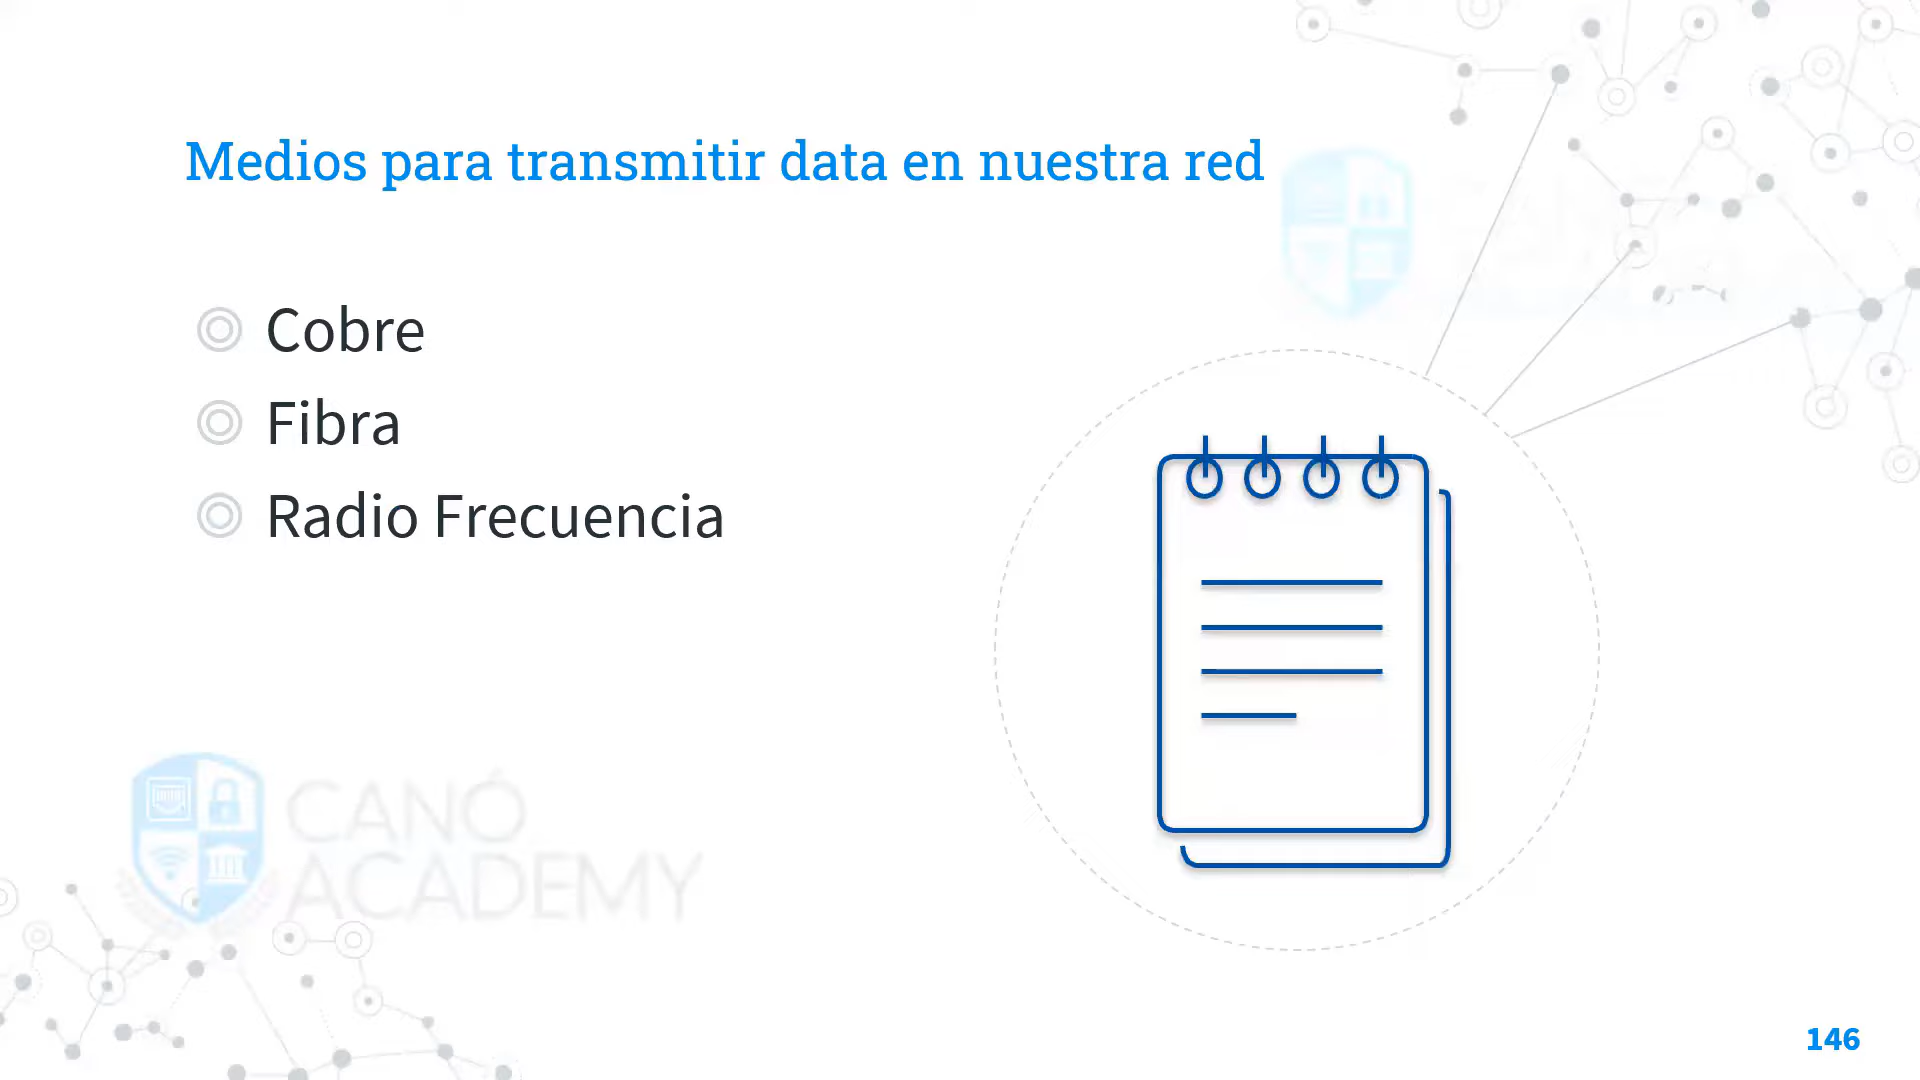 Medios para transmitir data en nuestra red
Cobre
Fibra
Radio Frecuencia
CANÓ
ACADEMY
146